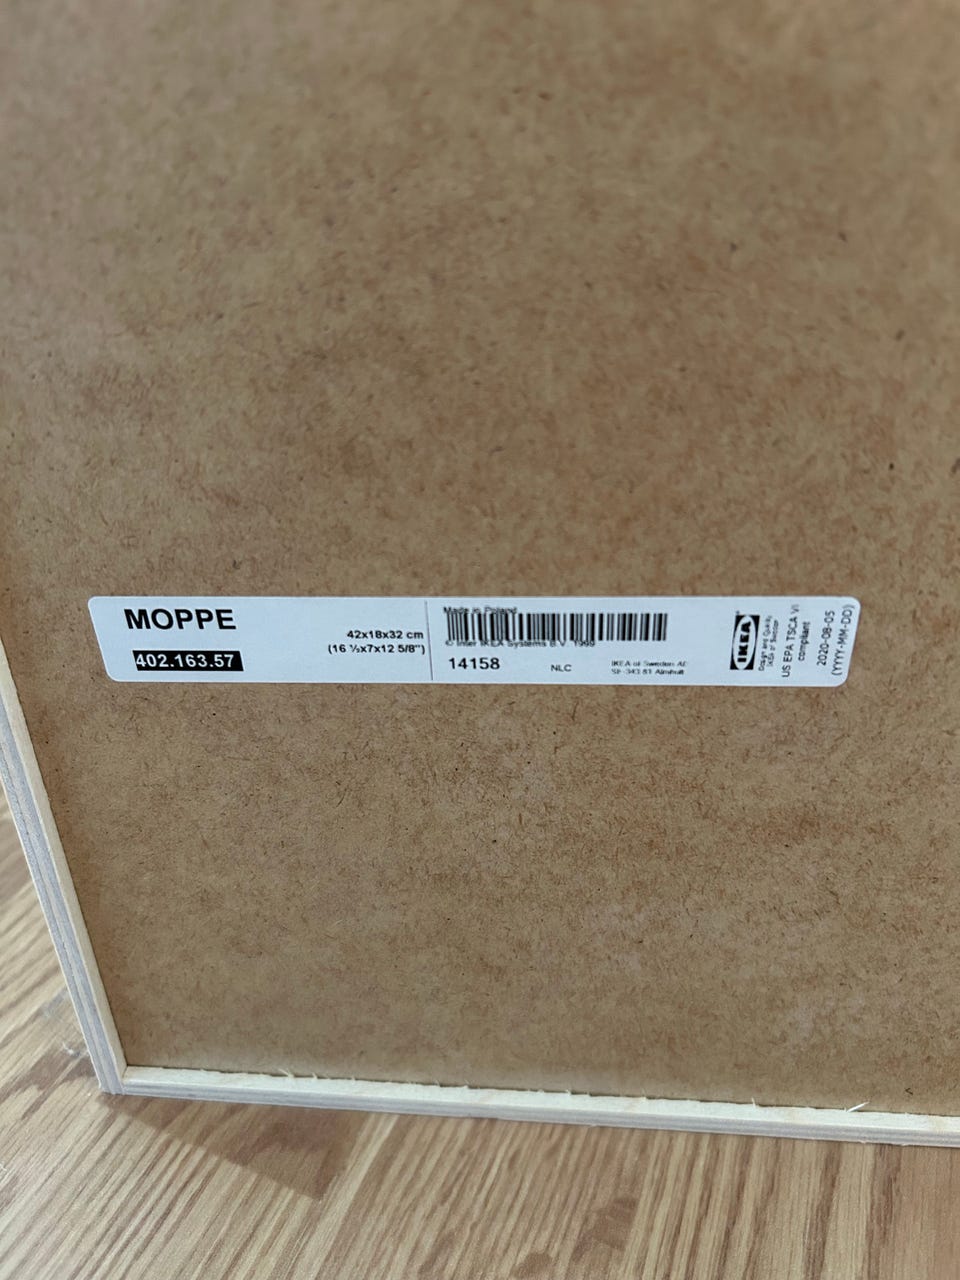 MOPPE
402.163.57
42x18x32 cm
(16 ½x7x12 5/8")
Made in Poland
© Inter IKEA Systems B.V. 1999
14158
NLC
IKEA of Sweden AB
SE-343 81 Älmhult
IKEA
Design and Quality
IKEA of Sweden
US EPA TSCA VI
compliant
2020-08-05
(YYYY-MM-DD)